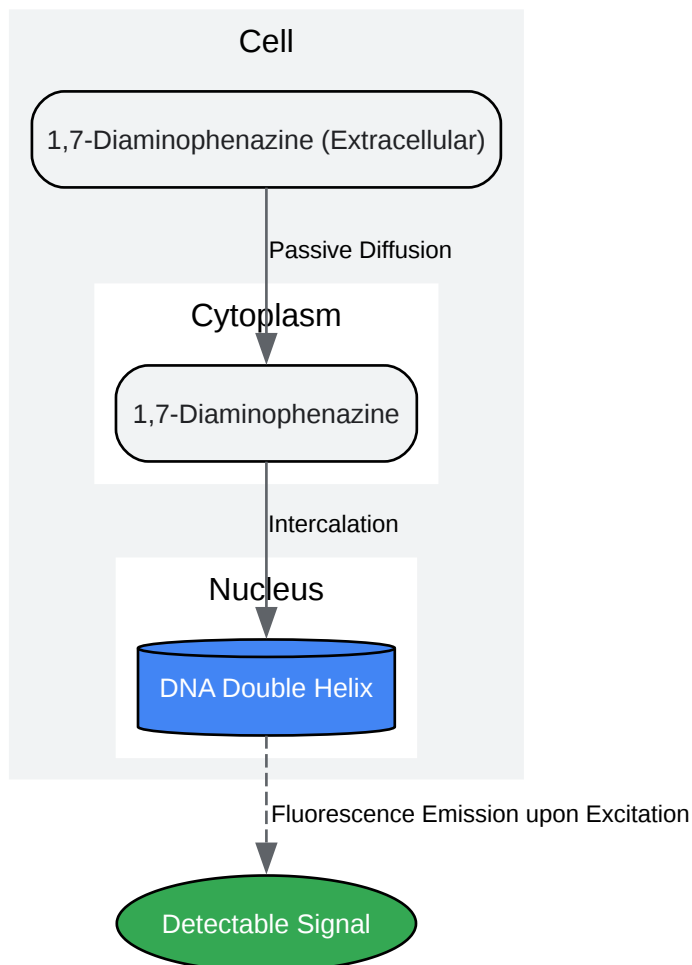 Cell
1,7-Diaminophenazine (Extracellular)
Passive Diffusion
Cytoplasm
1,7-Diaminophenazine
Intercalation
Nucleus
DNA Double Helix
Fluorescence Emission upon Excitation
Detectable Signal